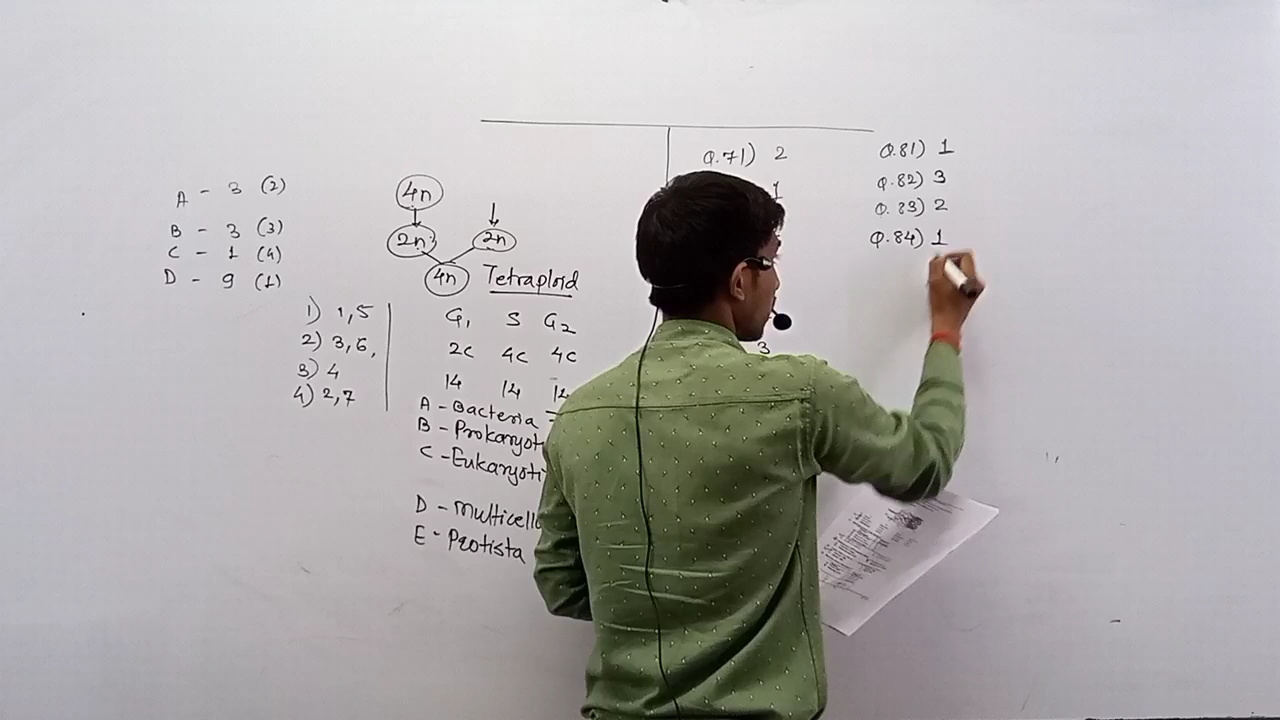 A - 3 (2)
B - 3 (3)
C - 1 (4)
D - 9 (1)
1) 1,5
2) 3,6,
3) 4
4) 2,7
4n
2n
2n
4n
Tetraploid
G1 S G2
2C 4C 4C
14 14
A - Bacteria
B - Prokaryot
C - Eukaryoti
D - Multicell
E - Protista
Q.71) 2
1
3
Q.81) 1
Q.82) 3
Q.83) 2
Q.84) 1